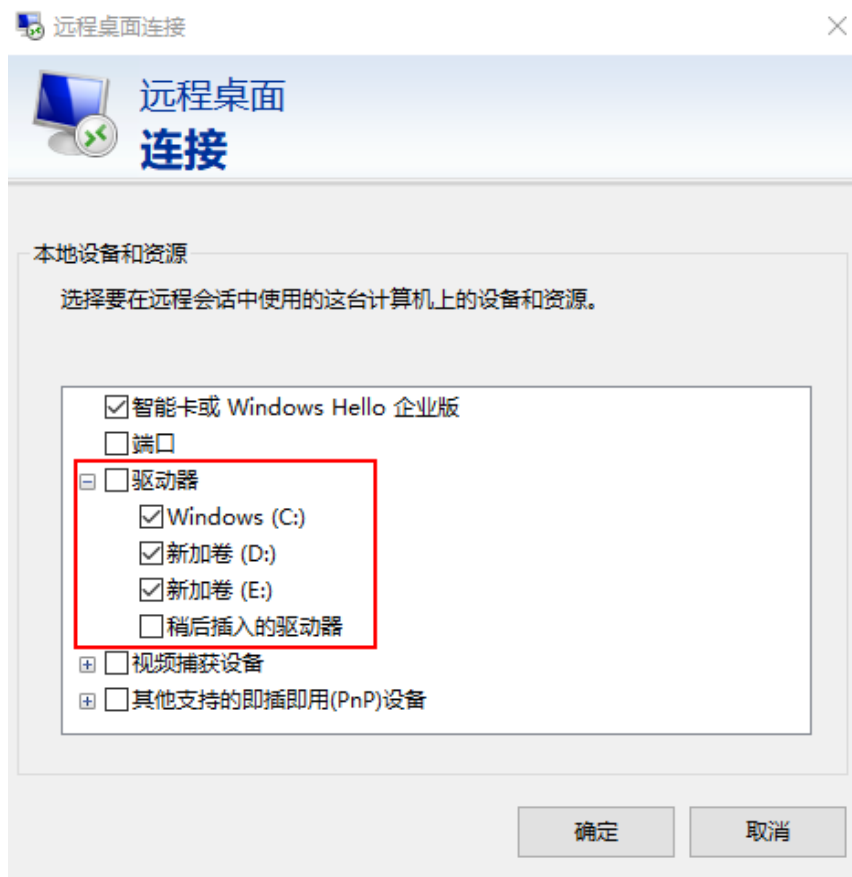 远程桌面连接
远程桌面
连接
本地设备和资源
选择要在远程会话中使用的这台计算机上的设备和资源。
智能卡或 Windows Hello 企业版
端口
驱动器
Windows (C:)
新加卷 (D:)
新加卷 (E:)
稍后插入的驱动器
视频捕获设备
其他支持的即插即用(PnP)设备
确定
取消